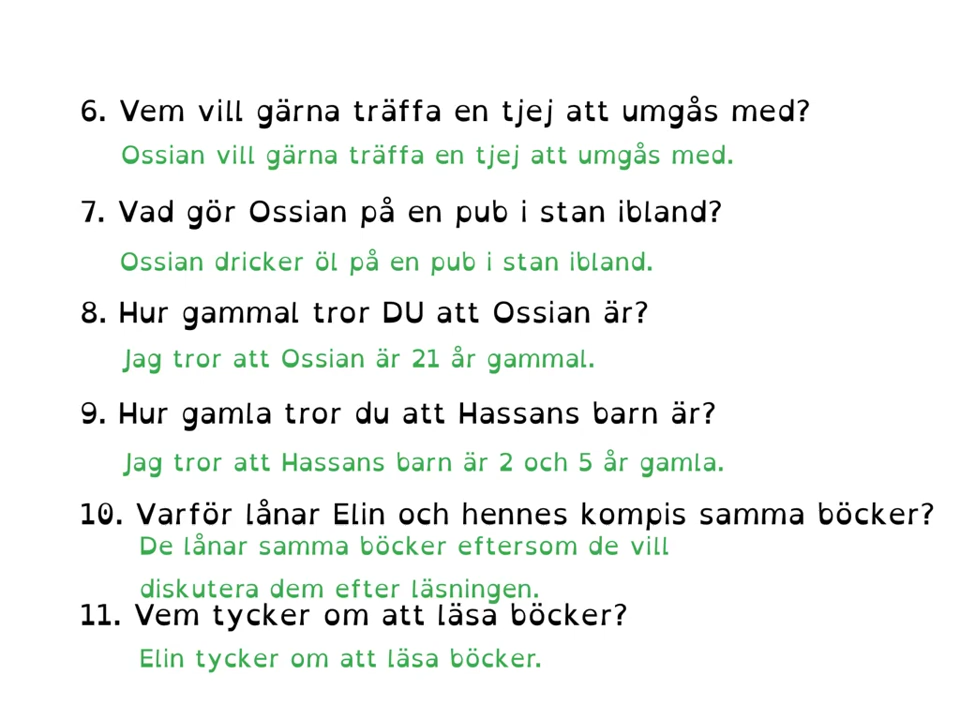 6. Vem vill gärna träffa en tjej att umgås med?
Ossian vill gärna träffa en tjej att umgås med.
7. Vad gör Ossian på en pub i stan ibland?
Ossian dricker öl på en pub i stan ibland.
8. Hur gammal tror DU att Ossian är?
Jag tror att Ossian är 21 år gammal.
9. Hur gamla tror du att Hassans barn är?
Jag tror att Hassans barn är 2 och 5 år gamla.
10. Varför lånar Elin och hennes kompis samma böcker?
De lånar samma böcker eftersom de vill
diskutera dem efter läsningen.
11. Vem tycker om att läsa böcker?
Elin tycker om att läsa böcker.